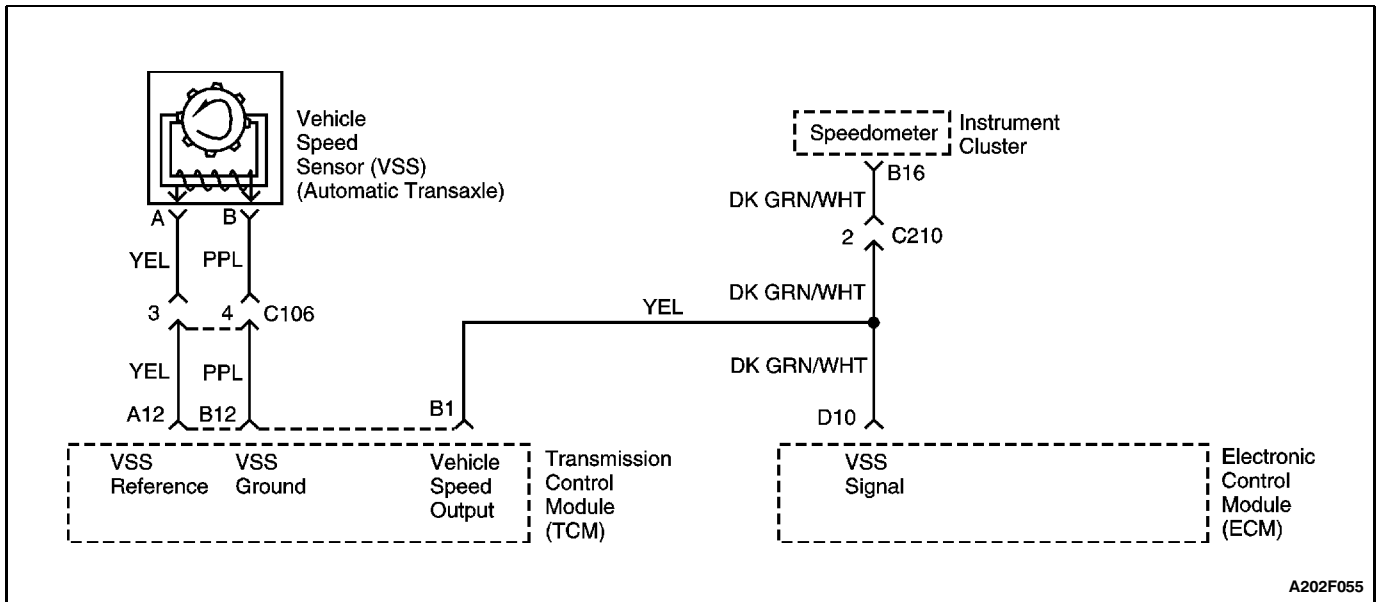 Vehicle
Speed
Sensor (VSS)
(Automatic Transaxle)
A
B
YEL
PPL
3
4
C106
YEL
PPL
A12
B12
B1
VSS
Reference
VSS
Ground
Vehicle
Speed
Output
Transmission
Control
Module
(TCM)
YEL
Speedometer
Instrument
Cluster
B16
DK GRN/WHT
2
C210
DK GRN/WHT
DK GRN/WHT
D10
VSS
Signal
Electronic
Control
Module
(ECM)
A202F055